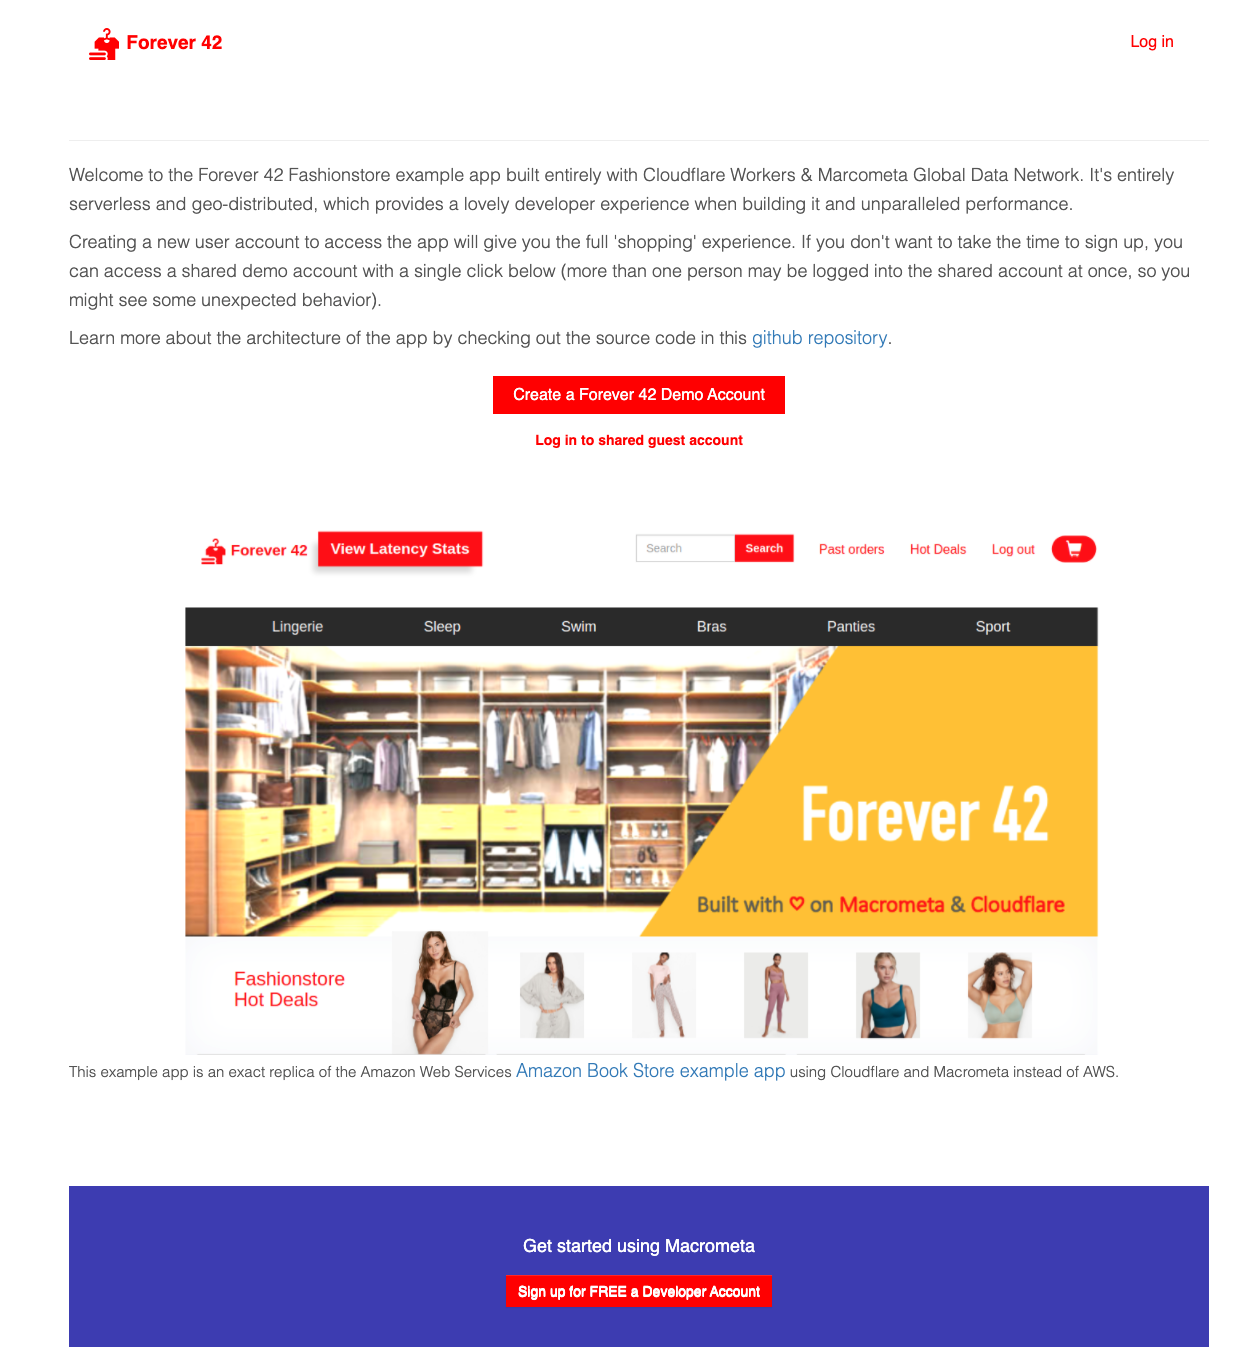 Forever 42
Log in
Welcome to the Forever 42 Fashionstore example app built entirely with Cloudflare Workers & Marcometa Global Data Network. It's entirely
serverless and geo-distributed, which provides a lovely developer experience when building it and unparalleled performance.
Creating a new user account to access the app will give you the full 'shopping' experience. If you don't want to take the time to sign up, you
can access a shared demo account with a single click below (more than one person may be logged into the shared account at once, so you
might see some unexpected behavior).
Learn more about the architecture of the app by checking out the source code in this github repository.
Create a Forever 42 Demo Account
Log in to shared guest account
Forever 42 View Latency Stats Search Search Past orders Hot Deals Log out
Lingerie Sleep Swim Bras Panties Sport
Forever 42
Built with ♡ on Macrometa & Cloudflare
Fashionstore
Hot Deals
This example app is an exact replica of the Amazon Web Services Amazon Book Store example app using Cloudflare and Macrometa instead of AWS.
Get started using Macrometa
Sign up for FREE a Developer Account